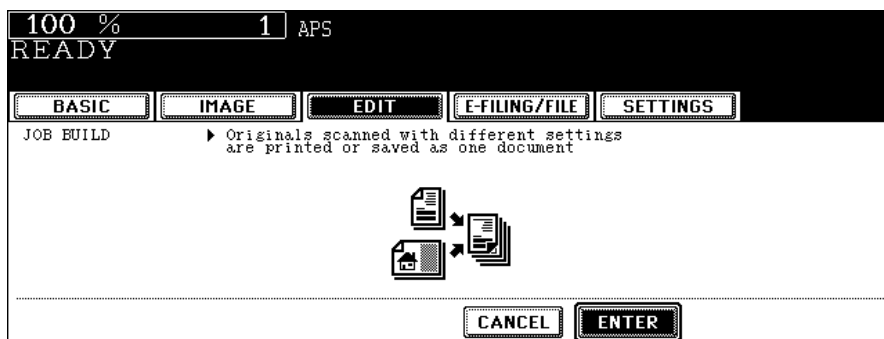 100 % 1 APS
READY
BASIC IMAGE EDIT E-FILING/FILE SETTINGS
JOB BUILD Originals scanned with different settings
are printed or saved as one document
CANCEL ENTER